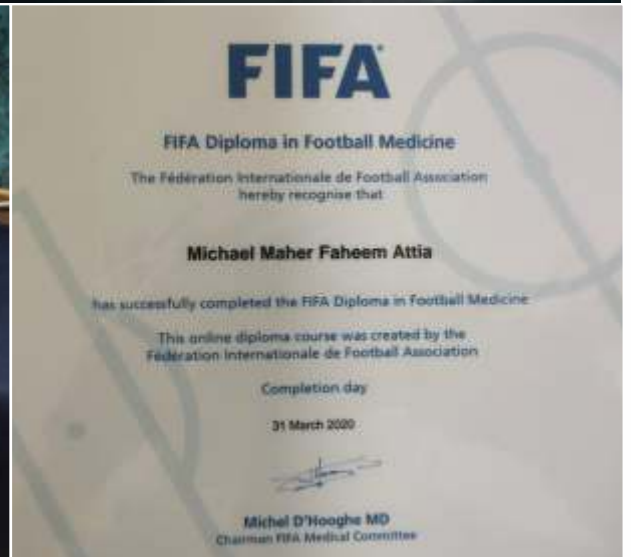 FIFA
FIFA Diploma in Football Medicine
The Fédération Internationale de Football Association
hereby recognise that
Michael Maher Faheem Attia
has successfully completed the FIFA Diploma in Football Medicine
This online diploma course was created by the
Fédération Internationale de Football Association
Completion day
31 March 2020
Michel D'Hooghe MD
Chairman FIFA Medical Committee